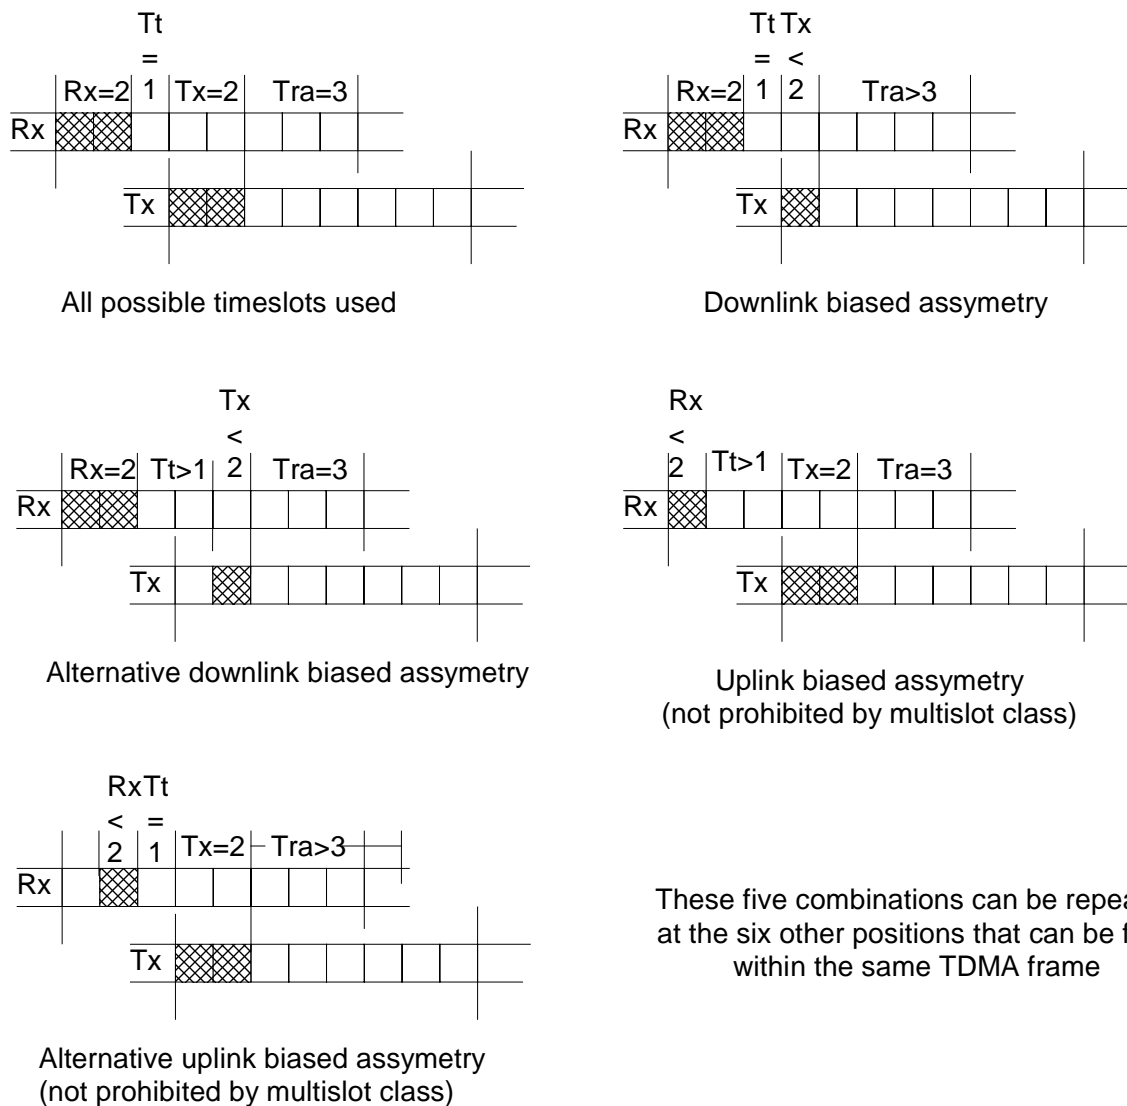 Tt
=
Rx=2 1 Tx=2 Tra=3
Rx
Tx
All possible timeslots used
Tt Tx
= <
Rx=2 1 2 Tra>3
Rx
Tx
Downlink biased assymetry
Tx
<
Rx=2 Tt>1 2 Tra=3
Rx
Tx
Alternative downlink biased assymetry
Rx
<
2 Tt>1 Tx=2 Tra=3
Rx
Tx
Uplink biased assymetry
(not prohibited by multislot class)
RxTt
< =
2 1 Tx=2 Tra>3
Rx
Tx
Alternative uplink biased assymetry
(not prohibited by multislot class)
These five combinations can be
at the six other positions that can be
within the same TDMA frame